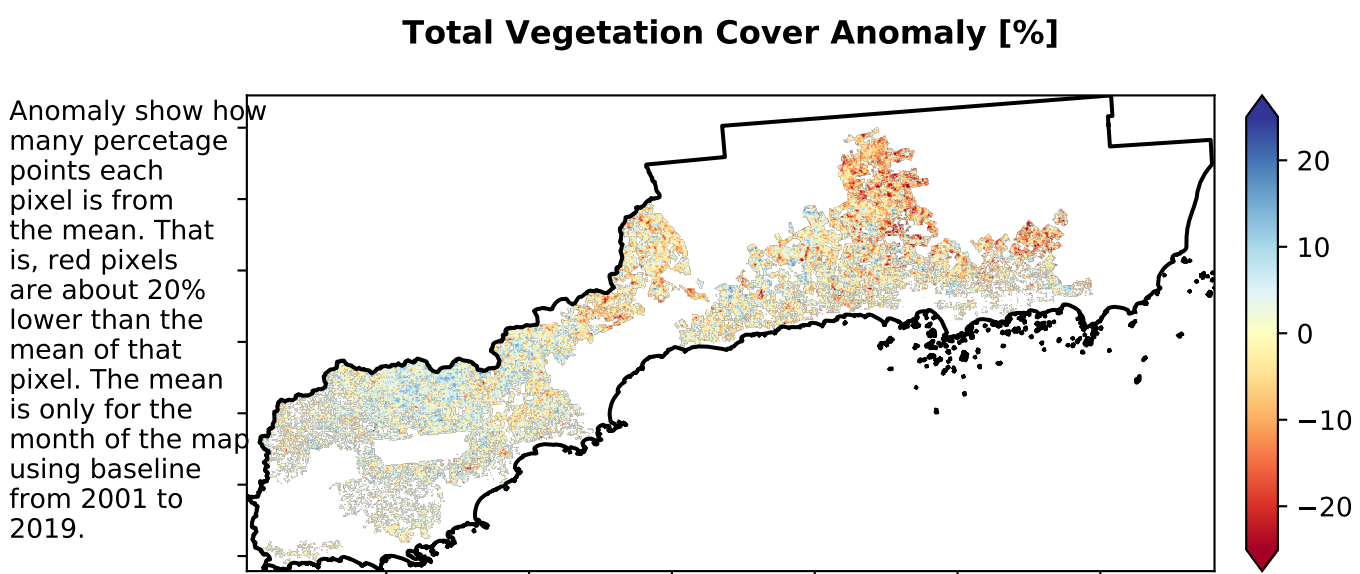 Total Vegetation Cover Anomaly [%]
Anomaly show how
many percetage
points each
pixel is from
the mean. That
is, red pixels
are about 20%
lower than the
mean of that
pixel. The mean
is only for the
month of the map
using baseline
from 2001 to
2019.
20
10
0
−10
−20